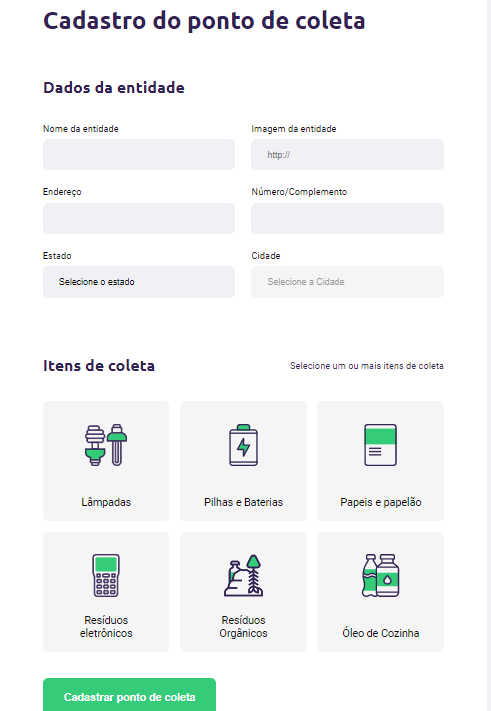 Cadastro do ponto de coleta
Dados da entidade
Nome da entidade
Imagem da entidade
http://
Endereço
Número/Complemento
Estado
Cidade
Selecione o estado
Selecione a Cidade
Itens de coleta
Selecione um ou mais itens de coleta
Lâmpadas
Pilhas e Baterias
Papeis e papelão
Resíduos
eletrônicos
Resíduos
Orgânicos
Óleo de Cozinha
Cadastrar ponto de coleta